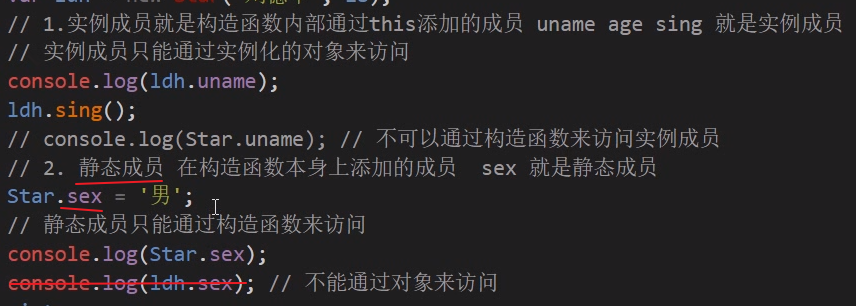 // 1.实例成员就是构造函数内部通过this添加的成员 uname age sing 就是实例成员
// 实例成员只能通过实例化的对象来访问
console.log(ldh.uname);
ldh.sing();
// console.log(Star.uname); // 不可以通过构造函数来访问实例成员
// 2. 静态成员 在构造函数本身上添加的成员 sex 就是静态成员
Star.sex = '男';
// 静态成员只能通过构造函数来访问
console.log(Star.sex);
console.log(ldh.sex); // 不能通过对象来访问